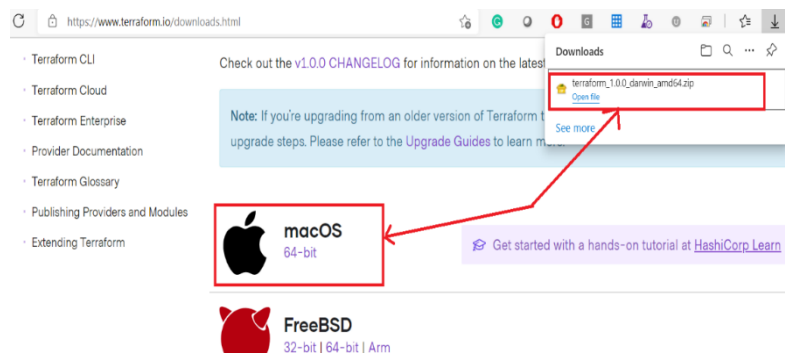 https://www.terraform.io/downloads.html
Downloads
terraform_1.0.0_darwin_amd64.zip
Open file
See more
Terraform CLI
Terraform Cloud
Terraform Enterprise
Provider Documentation
Terraform Glossary
Publishing Providers and Modules
Extending Terraform
Check out the v1.0.0 CHANGELOG for information on the latest
Note: If you're upgrading from an older version of Terraform
upgrade steps. Please refer to the Upgrade Guides to learn
macOS
64-bit
Get started with a hands-on tutorial at HashiCorp Learn
FreeBSD
32-bit | 64-bit | Arm